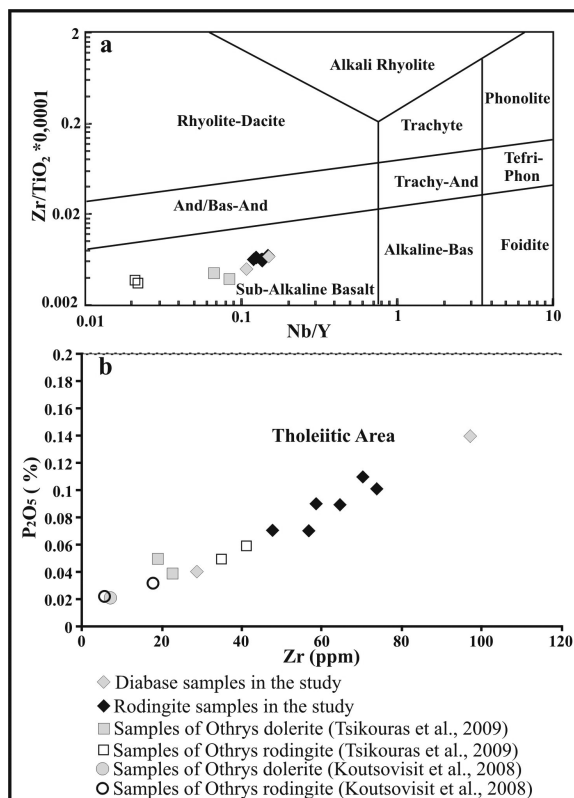 a
2
0.2
0.02
0.002
Zr/TiO2 *0,0001
Alkali Rhyolite
Phonolite
Rhyolite-Dacite
Trachyte
Tefri-
Phon
Trachy-And
And/Bas-And
Alkaline-Bas
Foidite
Sub-Alkaline Basalt
0.01
0.1
1
10
Nb/Y
b
0.2
0.18
0.16
0.14
0.12
0.1
0.08
0.06
0.04
0.02
0
P2O5 ( %)
Tholeiitic Area
0
20
40
60
80
100
120
Zr (ppm)
Diabase samples in the study
Rodingite samples in the study
Samples of Othrys dolerite (Tsikouras et al., 2009)
Samples of Othrys rodingite (Tsikouras et al., 2009)
Samples of Othrys dolerite (Koutsovisit et al., 2008)
Samples of Othrys rodingite (Koutsovisit et al., 2008)